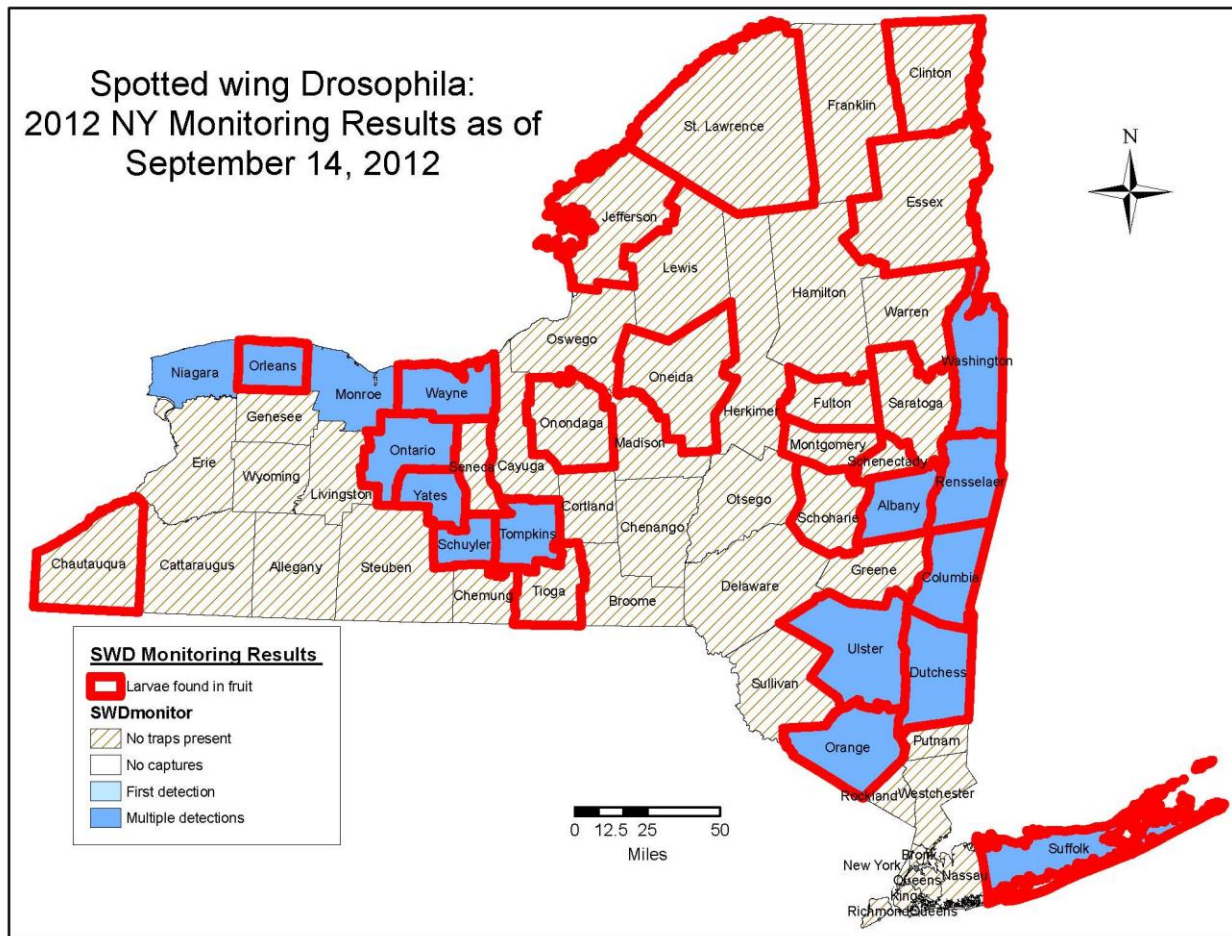 Spotted wing Drosophila:
2012 NY Monitoring Results as of
September 14, 2012
N
Clinton
Franklin
St. Lawrence
Essex
Jefferson
Lewis
Hamilton
Warren
Oswego
Washington
Niagara
Orleans
Monroe
Wayne
Oneida
Herkimer
Fulton
Saratoga
Genesee
Onondaga
Madison
Montgomery
Ontario
Seneca
Cayuga
Schenectady
Erie
Wyoming
Livingston
Yates
Otsego
Rensselaer
Albany
Schoharie
Cortland
Chenango
Tompkins
Schuyler
Chautauqua
Cattaraugus
Allegany
Steuben
Chemung
Tioga
Broome
Delaware
Greene
Columbia
Ulster
Dutchess
Sullivan
Orange
Putnam
Rockland
Westchester
Bronx
New York
Queens
Kings
Nassau
Suffolk
Richmond
Queens
SWD Monitoring Results
Larvae found in fruit
SWDmonitor
No traps present
No captures
First detection
Multiple detections
0 12.5 25 50
Miles